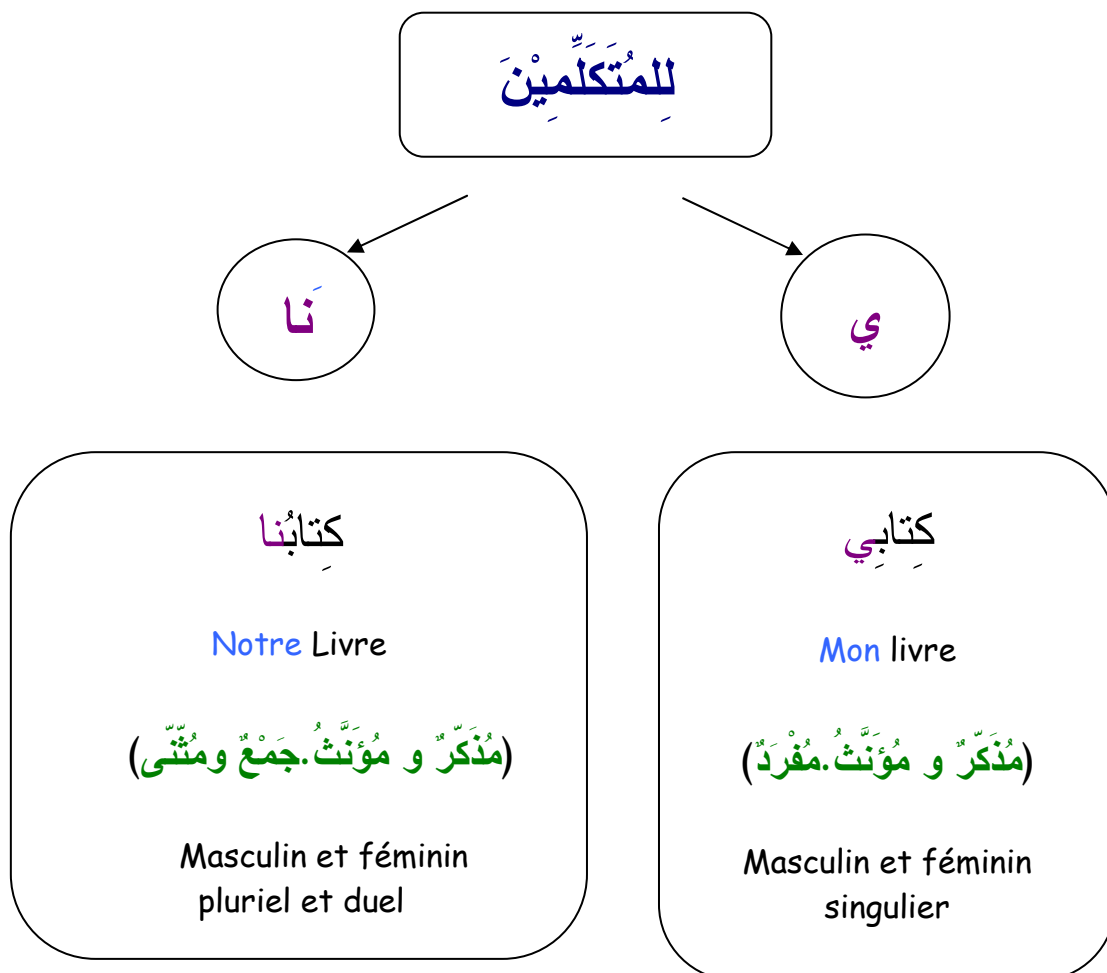 لِلمُتَكَلِّمِيْنَ
ي
كِتابِي
Mon livre
(مُذَكّرٌ و مُؤَنَّثُ.مُفْرَدٌ)
Masculin et féminin
singulier
نَا
كِتابُنا
Notre Livre
(مُذَكّرٌ و مُؤَنَّثُ.جَمْعٌ ومُثّنّى)
Masculin et féminin
pluriel et duel